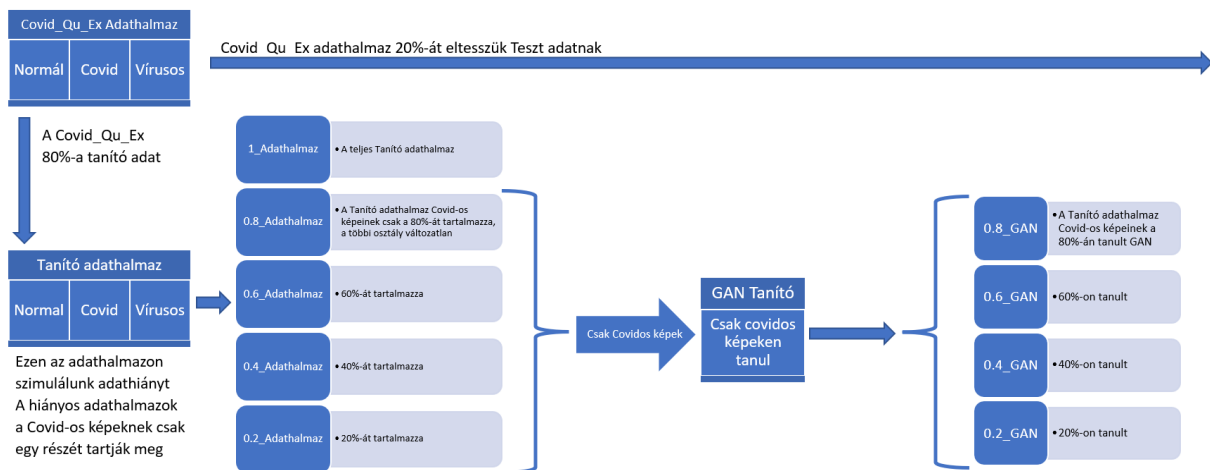 Covid_Qu_Ex Adathalmaz
Normál
Covid
Vírusos
Covid_Qu_Ex adathalmaz 20%-át eltesszük Teszt adatnak
A Covid_Qu_Ex
80%-a tanító adat
Tanító adathalmaz
Normal
Covid
Vírusos
Ezen az adathalmazon
szimulálunk adathiányt
A hiányos adathalmazok
a Covid-os képeknek csak
egy részét tartják meg
1_Adathalmaz
• A teljes Tanító adathalmaz
0.8_Adathalmaz
• A Tanító adathalmaz Covid-os
képeinek csak a 80%-át tartalmazza,
a többi osztály változatlan
0.6_Adathalmaz
• 60%-át tartalmazza
0.4_Adathalmaz
• 40%-át tartalmazza
0.2_Adathalmaz
• 20%-át tartalmazza
Csak Covidos képek
GAN Tanító
Csak covidos
képeken
tanul
0.8_GAN
• A Tanító adathalmaz
Covid-os képeinek a
80%-án tanult GAN
0.6_GAN
• 60%-on tanult
0.4_GAN
• 40%-on tanult
0.2_GAN
• 20%-on tanult